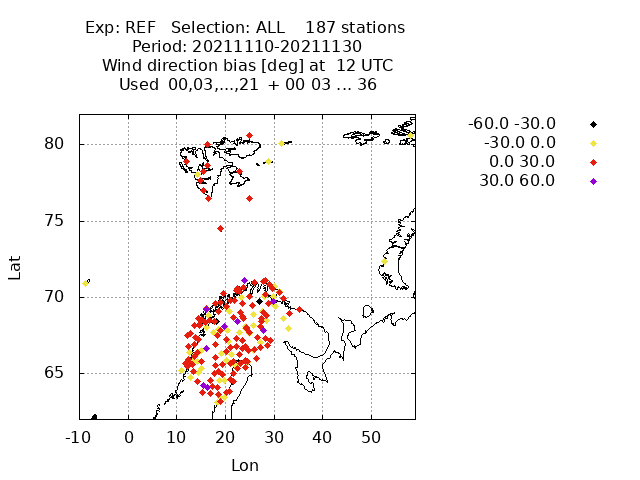 Exp: REF   Selection: ALL    187 stations
Period: 20211110-20211130
Wind direction bias [deg] at  12 UTC
Used  00,03,...,21  + 00 03 ... 36
-60.0 -30.0
-30.0 0.0
0.0 30.0
30.0 60.0
80
75
70
65
Lat
-10 0 10 20 30 40 50
Lon